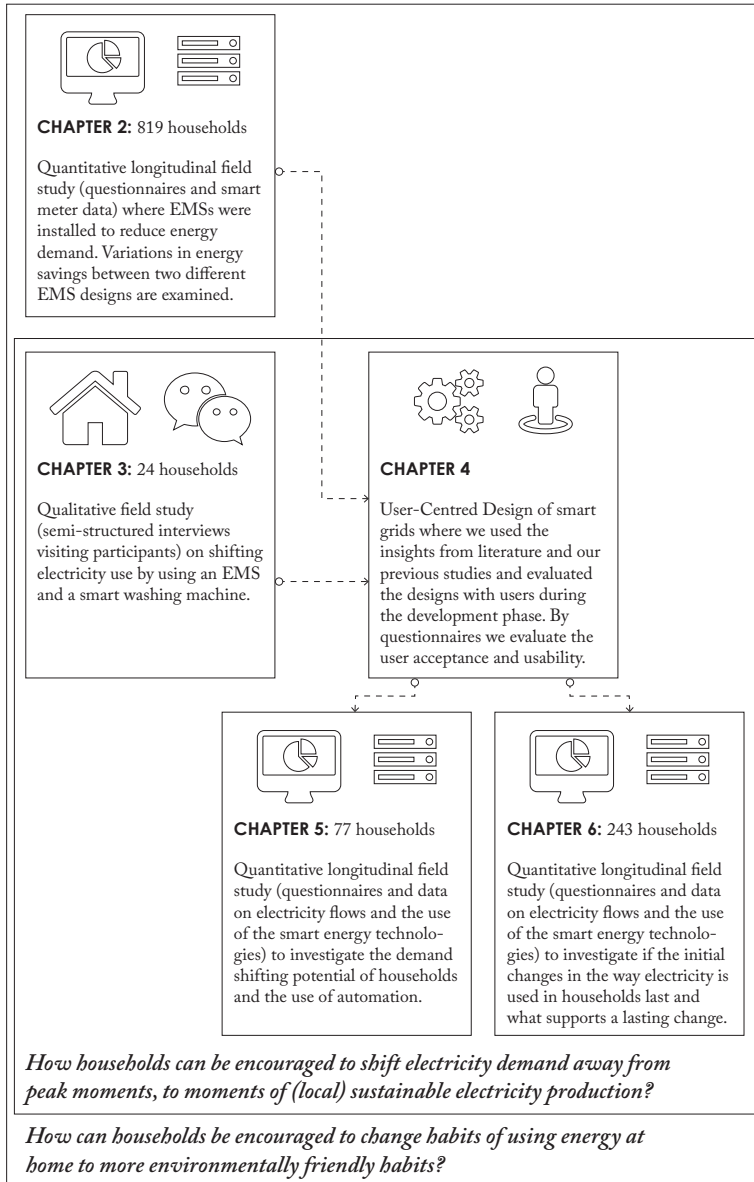 CHAPTER 2: 819 households
Quantitative longitudinal field
study (questionnaires and smart
meter data) where EMSs were
installed to reduce energy
demand. Variations in energy
savings between two different
EMS designs are examined.
CHAPTER 3: 24 households
Qualitative field study
(semi-structured interviews
visiting participants) on shifting
electricity use by using an EMS
and a smart washing machine.
CHAPTER 4
User-Centred Design of smart
grids where we used the
insights from literature and our
previous studies and evaluated
the designs with users during
the development phase. By
questionnaires we evaluate the
user acceptance and usability.
CHAPTER 5: 77 households
Quantitative longitudinal field
study (questionnaires and data
on electricity flows and the use
of the smart energy technolo-
gies) to investigate the demand
shifting potential of households
and the use of automation.
CHAPTER 6: 243 households
Quantitative longitudinal field
study (questionnaires and data
on electricity flows and the use
of the smart energy technolo-
gies) to investigate if the initial
changes in the way electricity is
used in households last and
what supports a lasting change.
How households can be encouraged to shift electricity demand away from
peak moments, to moments of (local) sustainable electricity production?
How can households be encouraged to change habits of using energy at
home to more environmentally friendly habits?